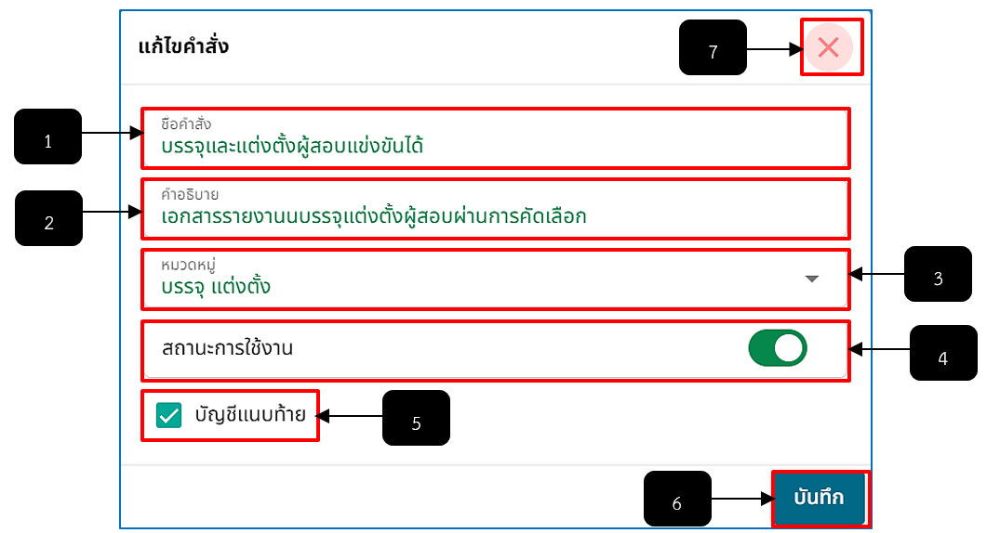 แก้ไขคำสั่ง
7
1
ชื่อคำสั่ง
บรรจุและแต่งตั้งผู้สอบแข่งขันได้
2
คำอธิบาย
เอกสารรายงานนบรรจุแต่งตั้งผู้สอบผ่านการคัดเลือก
หมวดหมู่
บรรจุ แต่งตั้ง
3
สถานะการใช้งาน
4
บัญชีแนบท้าย
5
6
บันทึก